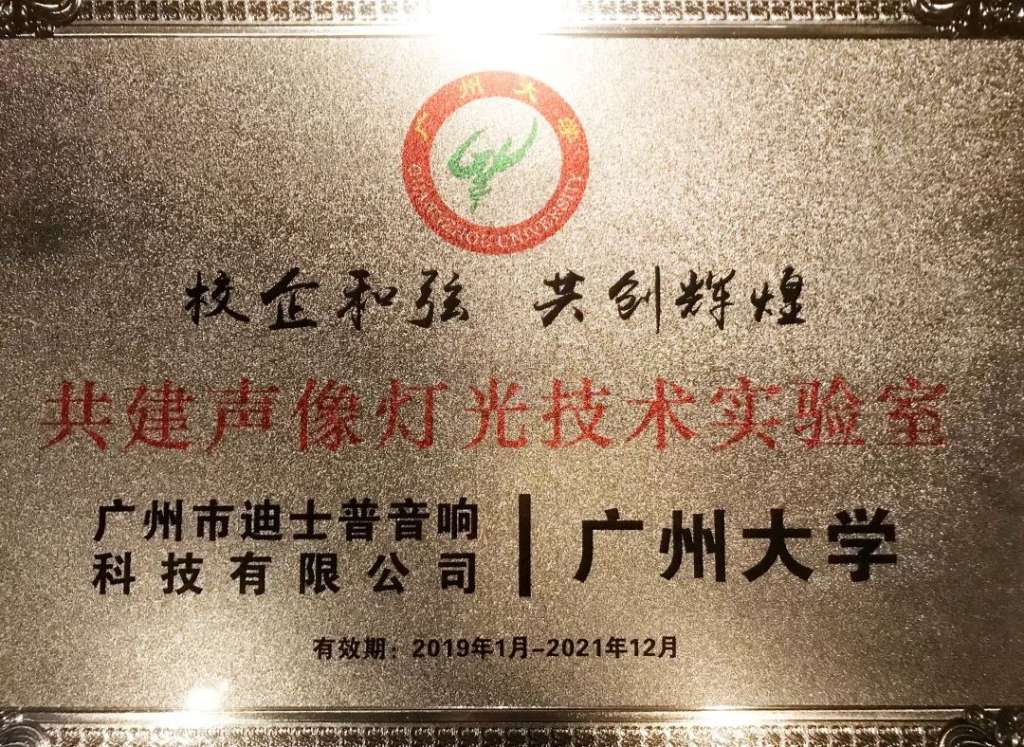 广州大学
GUANGZHOU UNIVERSITY
校企和弦 共创辉煌
共建声像灯光技术实验室
广州市迪士普音响
科技有限公司
广州大学
有效期：2019年1月-2021年12月